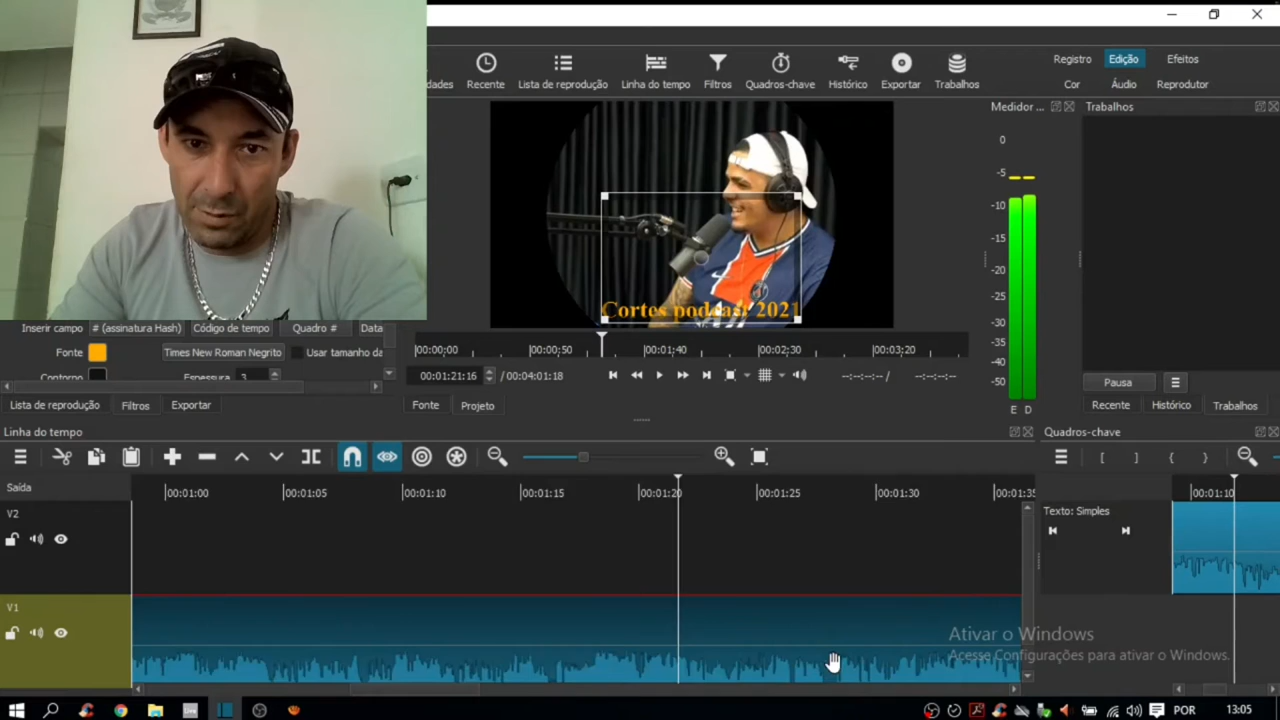 dades Recente Lista de reprodução Linha do tempo Filtros Quadros-chave Histórico Exportar Trabalhos
Registro Edição Efeitos
Cor Áudio Reprodutor
Medidor ... Trabalhos
0
-5
-10
-15
-20
-25
-30
-35
-40
-50
E D
Cortes podcast 2021
Inserir campo # (assinatura Hash) Código de tempo Quadro # Data
Fonte Times New Roman Negrito Usar tamanho da
Contorno Espessura 3
Lista de reprodução Filtros Exportar
00:00:00 00:00:50 00:01:40 00:02:30 00:03:20
00:01:21:16 / 00:04:01:18 --:--:--:-- / --:--:--:--
Fonte Projeto
Pausa
Recente Histórico Trabalhos
Linha do tempo
Quadros-chave
Saída
00:01:00 00:01:05 00:01:10 00:01:15 00:01:20 00:01:25 00:01:30 00:01:35
00:01:10
V2
Texto: Simples
V1
Ativar o Windows
Acesse Configurações para ativar o Windows.
POR 13:05